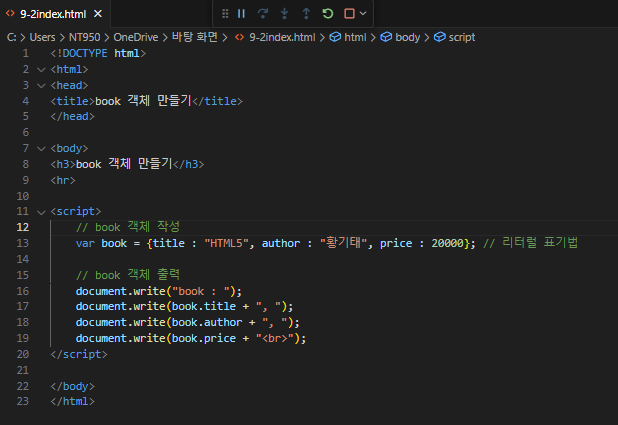 9-2index.html
C: > Users > NT950 > OneDrive > 바탕 화면 > 9-2index.html > html > body > script
1 <!DOCTYPE html>
2 <html>
3 <head>
4 <title>book 객체 만들기</title>
5 </head>
6
7 <body>
8 <h3>book 객체 만들기</h3>
9 <hr>
10
11 <script>
12 // book 객체 작성
13 var book = {title : "HTML5", author : "황기태", price : 20000}; // 리터럴 표기법
14
15 // book 객체 출력
16 document.write("book : ");
17 document.write(book.title + ", ");
18 document.write(book.author + ", ");
19 document.write(book.price + "<br>");
20 </script>
21
22 </body>
23 </html>